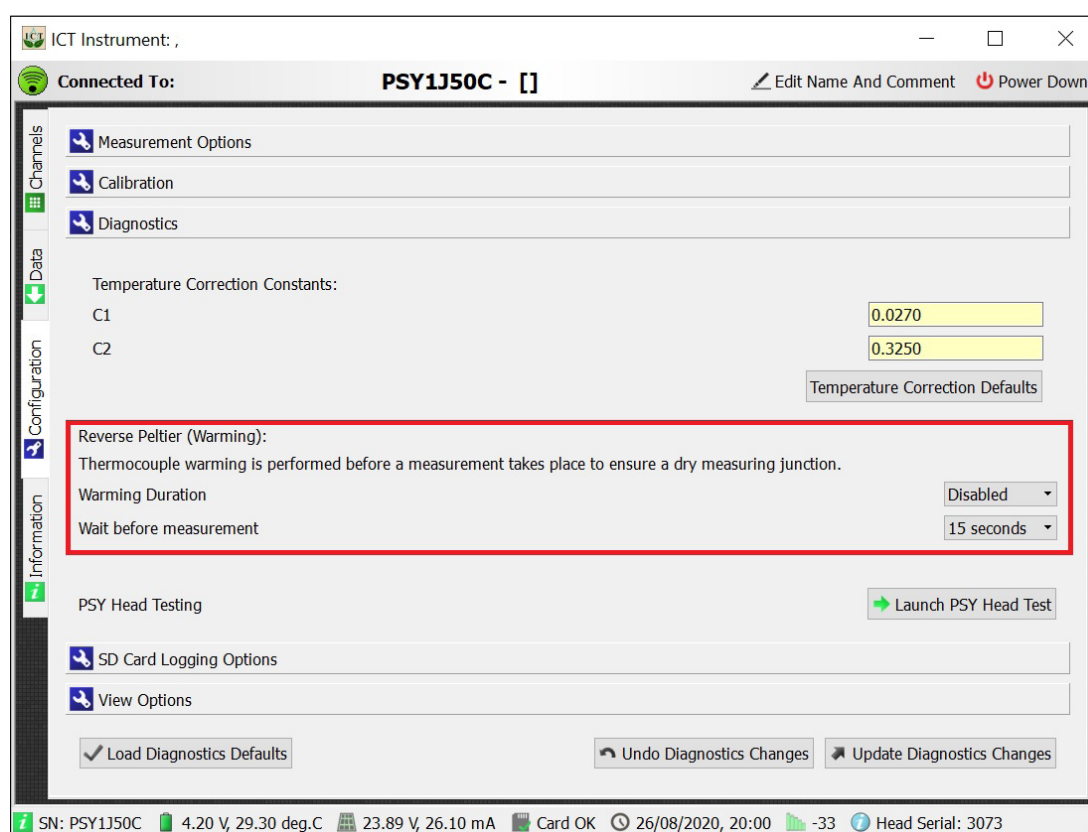 ICT Instrument: ,
Connected To: PSY1J50C - [] Edit Name And Comment Power Down
Channels
Data
Configuration
Information
Measurement Options
Calibration
Diagnostics
Temperature Correction Constants:
C1 0.0270
C2 0.3250
Temperature Correction Defaults
Reverse Peltier (Warming):
Thermocouple warming is performed before a measurement takes place to ensure a dry measuring junction.
Warming Duration Disabled
Wait before measurement 15 seconds
PSY Head Testing Launch PSY Head Test
SD Card Logging Options
View Options
Load Diagnostics Defaults Undo Diagnostics Changes Update Diagnostics Changes
SN: PSY1J50C 4.20 V, 29.30 deg.C 23.89 V, 26.10 mA Card OK 26/08/2020, 20:00 -33 Head Serial: 3073